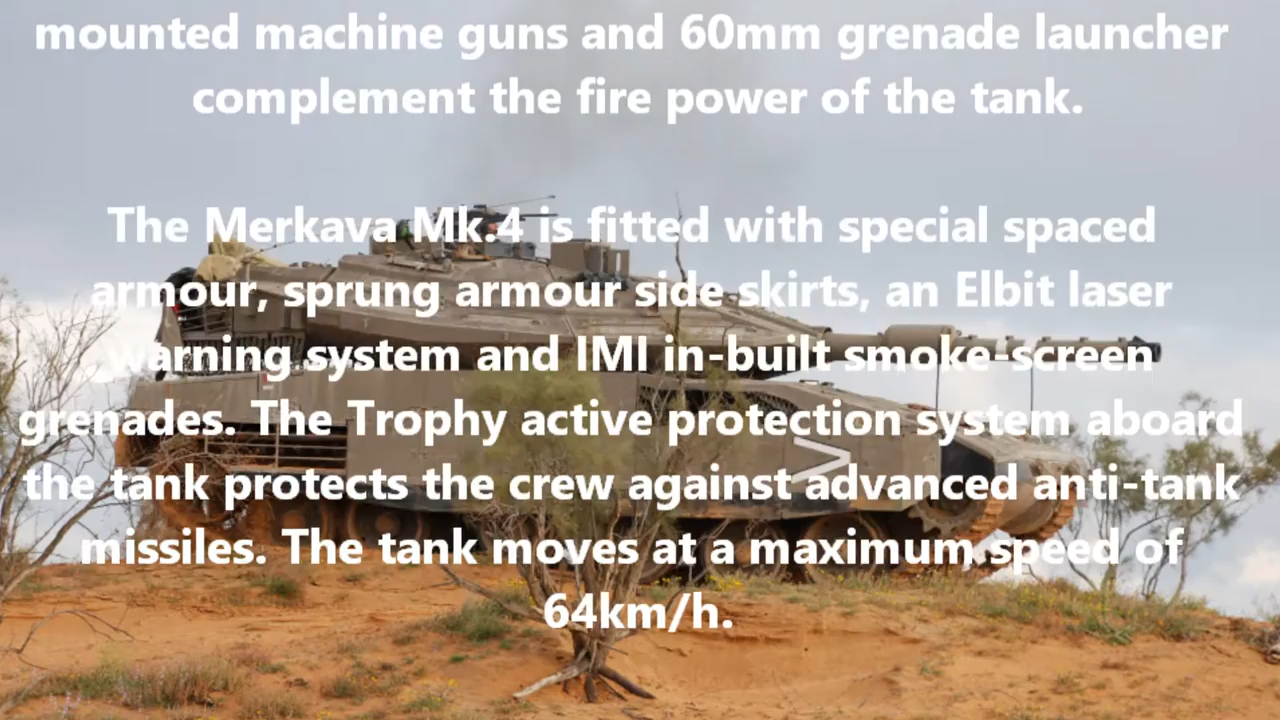 mounted machine guns and 60mm grenade launcher
complement the fire power of the tank.
The Merkava Mk.4 is fitted with special spaced
armour, sprung armour side skirts, an Elbit laser
warning system and IMI in-built smoke-screen
grenades. The Trophy active protection system aboard
the tank protects the crew against advanced anti-tank
missiles. The tank moves at a maximum speed of
64km/h.